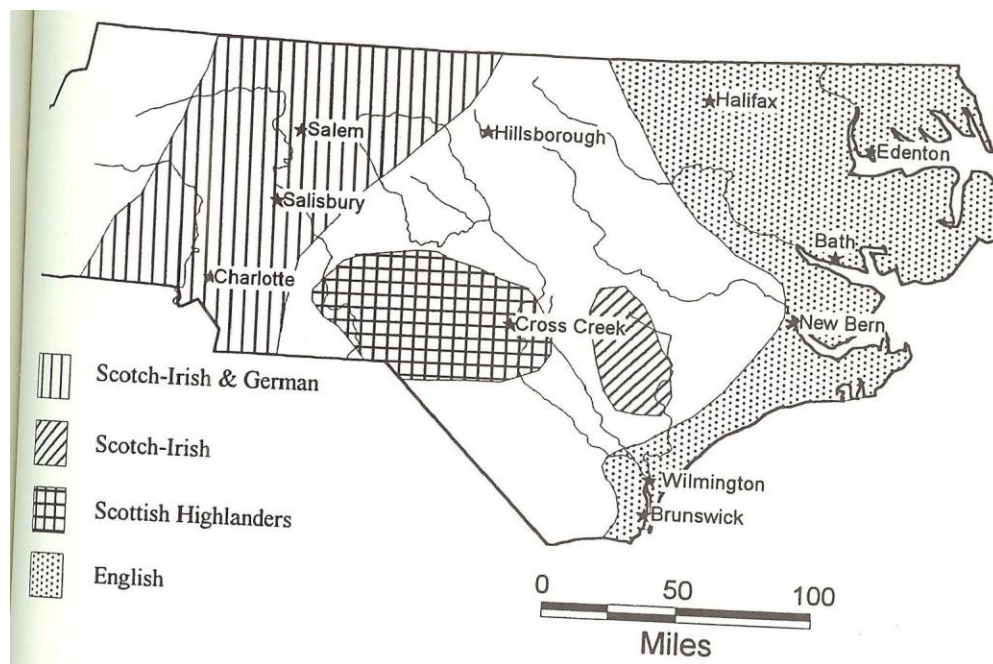 Halifax
Salem
Hillsborough
Edenton
Salisbury
Bath
Charlotte
Cross Creek
New Bern
Scotch-Irish & German
Scotch-Irish
Scottish Highlanders
English
Wilmington
Brunswick
0 50 100
Miles